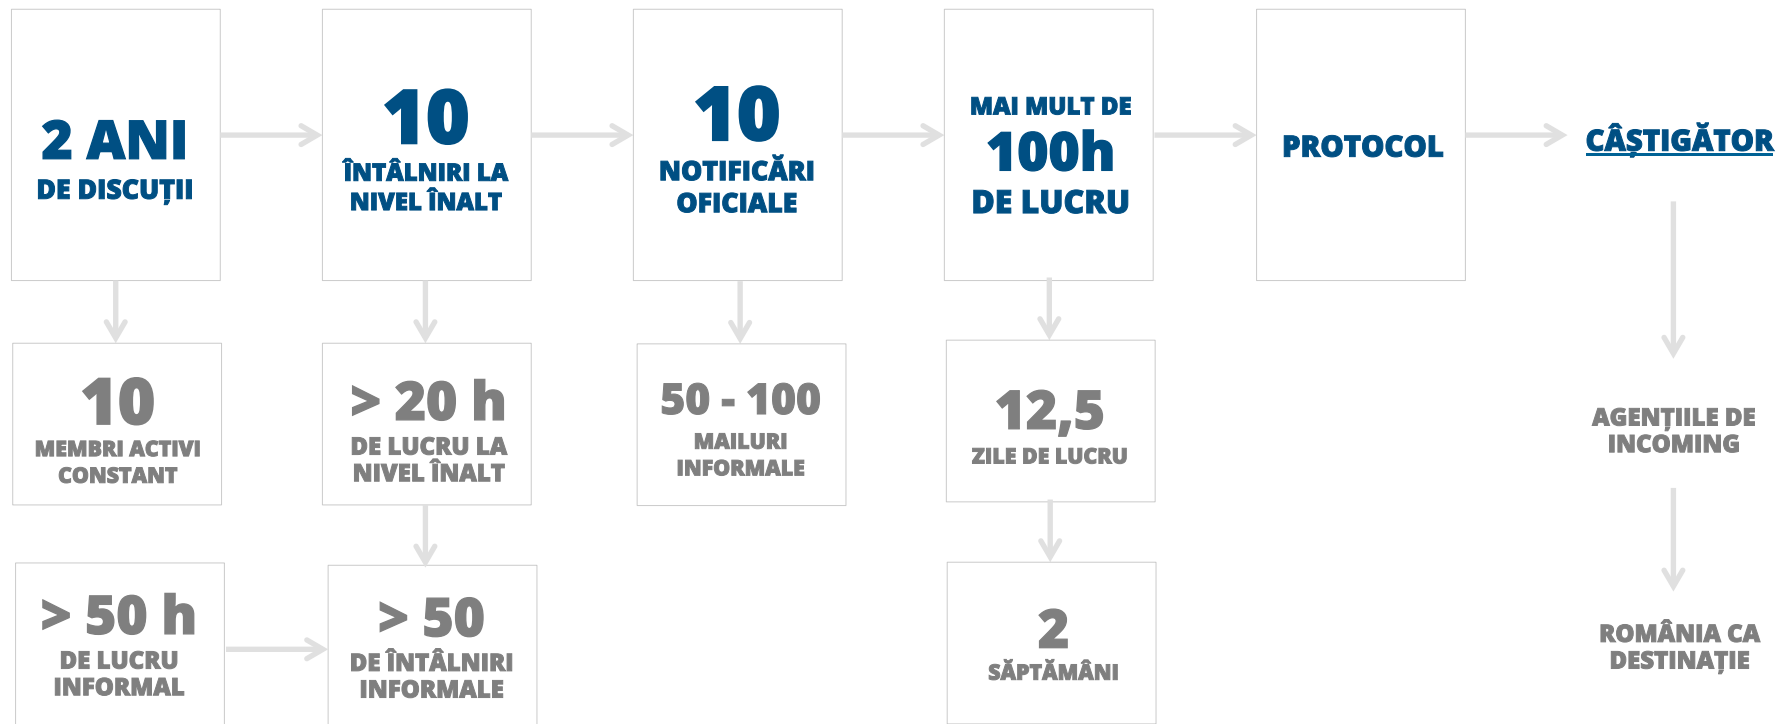 2 ANI
DE DISCUȚII
10
ÎNTÂLNIRI LA
NIVEL ÎNALT
10
NOTIFICĂRI
OFICIALE
MAI MULT DE
100h
DE LUCRU
PROTOCOL
CÂȘTIGĂTOR
10
MEMBRI ACTIVI
CONSTANT
> 20 h
DE LUCRU LA
NIVEL ÎNALT
50 - 100
MAILURI
INFORMALE
12,5
ZILE DE LUCRU
AGENȚIILE DE
INCOMING
> 50 h
DE LUCRU
INFORMAL
> 50
DE ÎNTÂLNIRI
INFORMALE
2
SĂPTĂMÂNI
ROMÂNIA CA
DESTINAȚIE